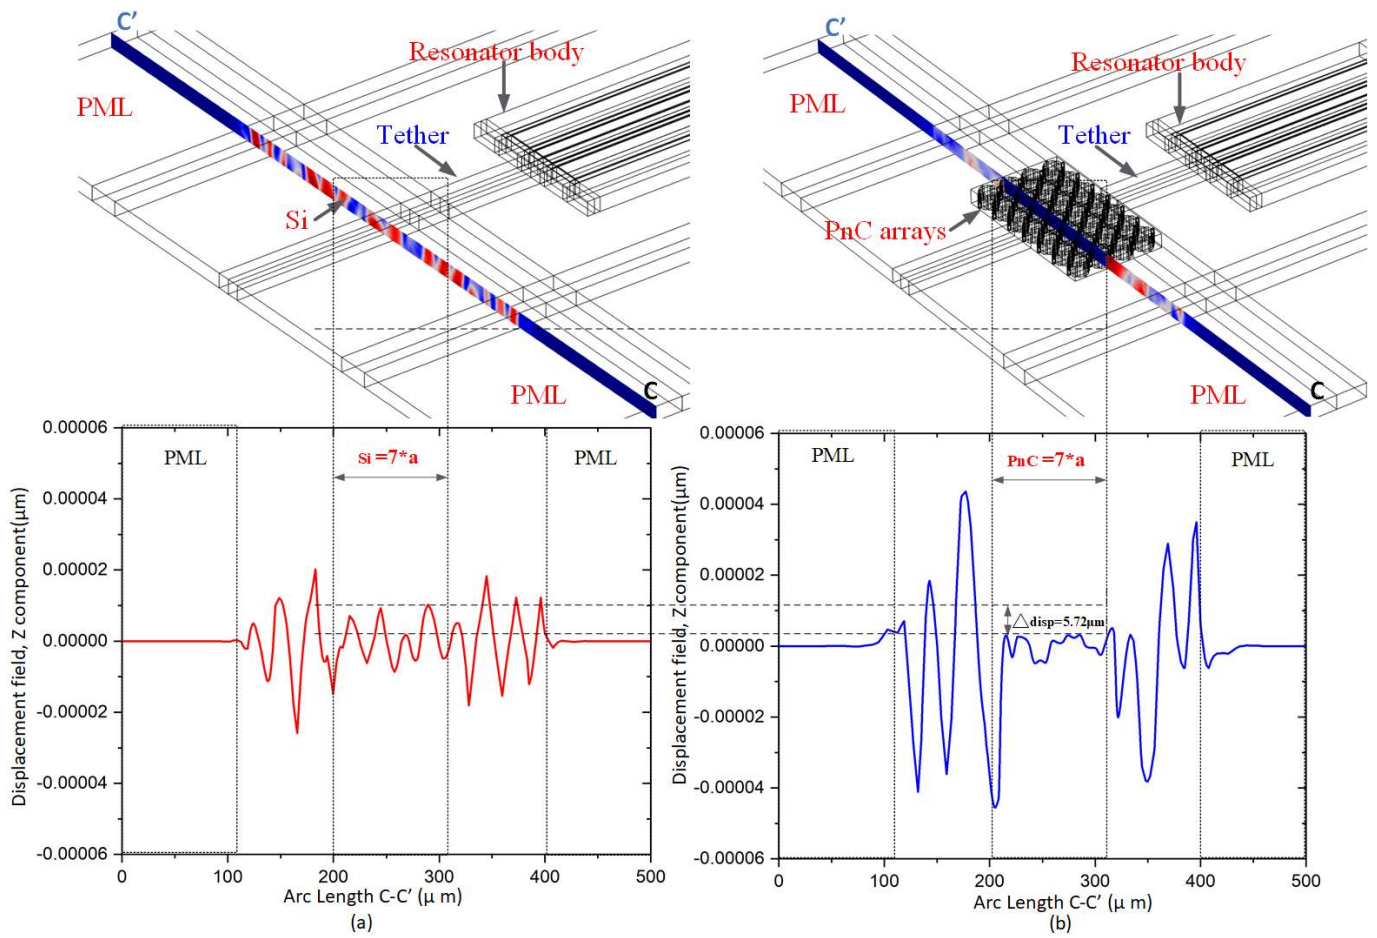 C'
Resonator body
PML
Tether
Si
PML
C
C'
Resonator body
PML
Tether
PnC arrays
PML
C
0.00006
0.00004
0.00002
0.00000
-0.00002
-0.00004
-0.00006
Displacement field, Z component(μm)
PML
Si =7*a
PML
0 100 200 300 400 500
Arc Length C-C' (μ m)
(a)
0.00006
0.00004
0.00002
0.00000
-0.00002
-0.00004
-0.00006
Displacement field, Z component(μm)
PML
PnC =7*a
PML
△disp=5.72μm
0 100 200 300 400 500
Arc Length C-C' (μ m)
(b)